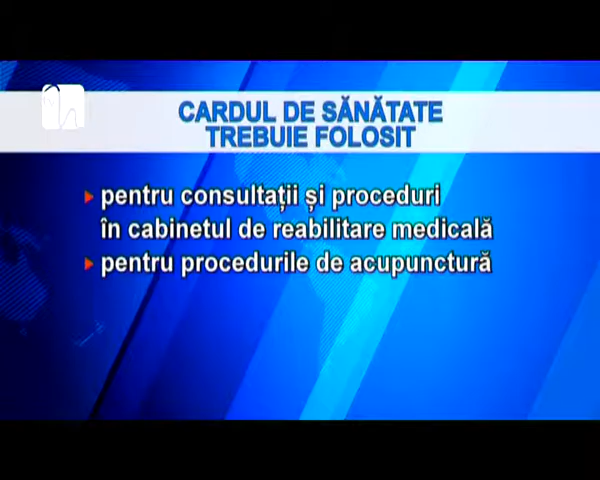 CARDUL DE SĂNĂTATE
TREBUIE FOLOSIT
pentru consultații și proceduri
în cabinetul de reabilitare medicală
pentru procedurile de acupunctură